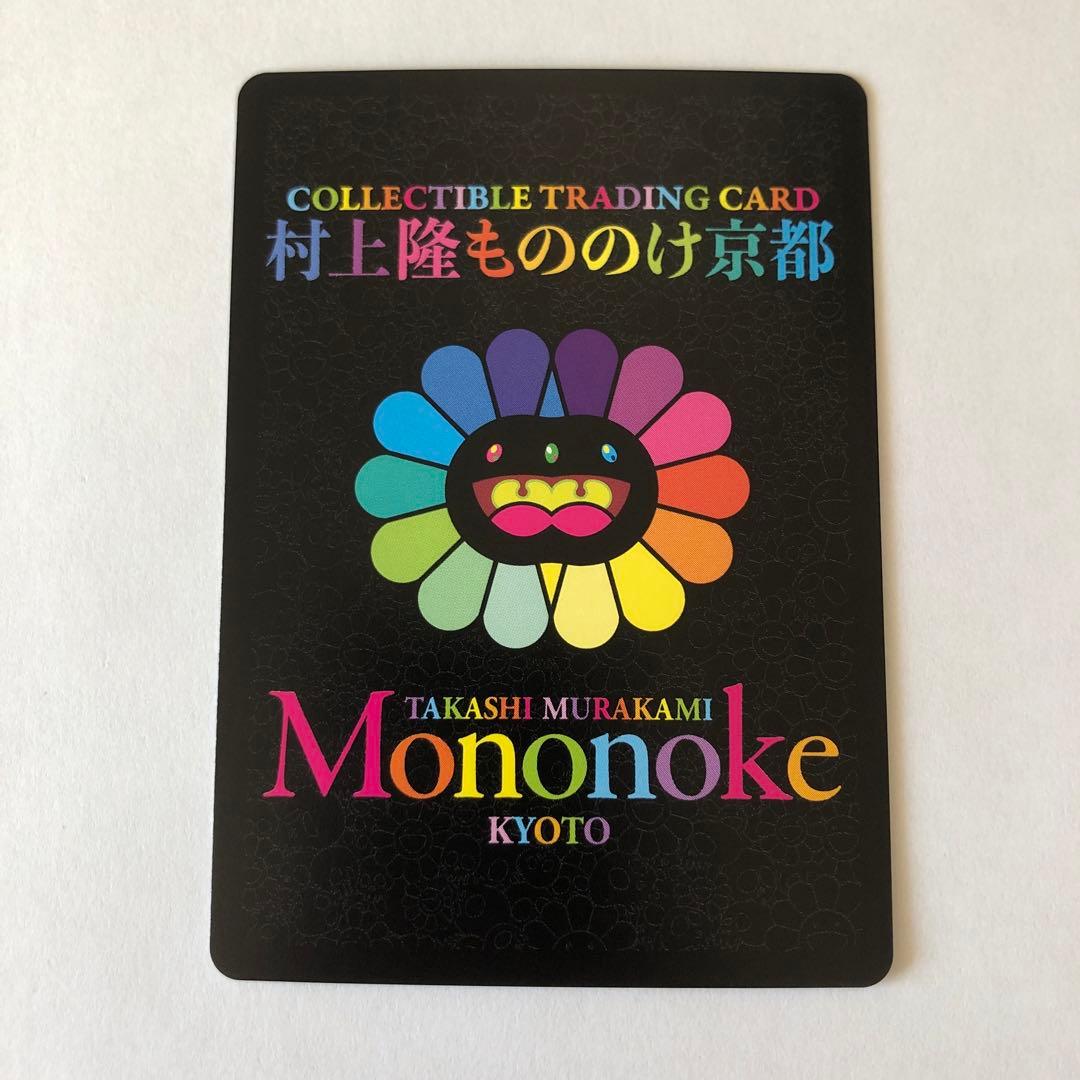 COLLECTIBLE TRADING CARD
村上隆もののけ京都
TAKASHI MURAKAMI
Mononoke
KYOTO